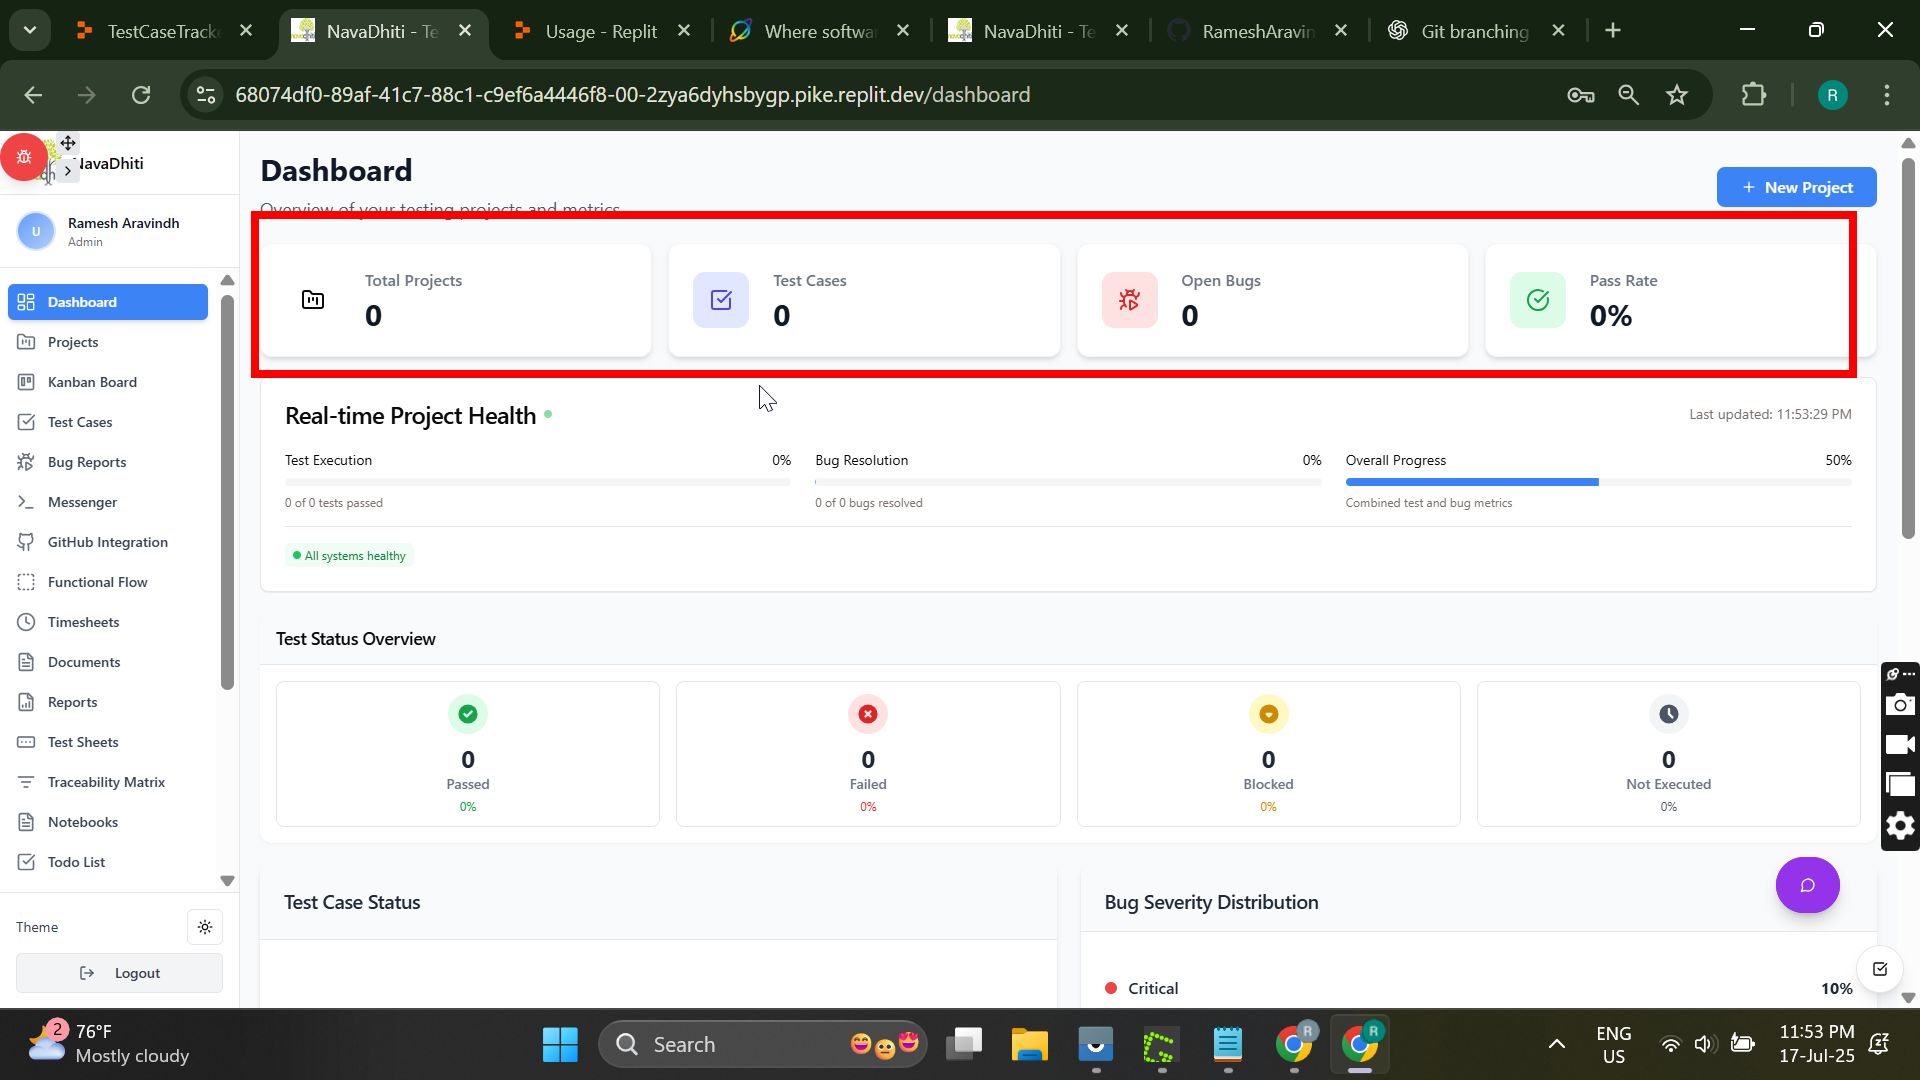 TestCaseTrack
NavaDhiti - Te
Usage - Replit
Where softwa
NavaDhiti - Te
RameshAravin
Git branching
68074df0-89af-41c7-88c1-c9ef6a4446f8-00-2zya6dyhsbygp.pike.replit.dev/dashboard
R
NavaDhiti
U
Ramesh Aravindh
Admin
Dashboard
Projects
Kanban Board
Test Cases
Bug Reports
Messenger
GitHub Integration
Functional Flow
Timesheets
Documents
Reports
Test Sheets
Traceability Matrix
Notebooks
Todo List
Theme
Logout
Dashboard
Overview of your testing projects and metrics
New Project
Total Projects
0
Test Cases
0
Open Bugs
0
Pass Rate
0%
Real-time Project Health
Last updated: 11:53:29 PM
Test Execution 0%
0 of 0 tests passed
Bug Resolution 0%
0 of 0 bugs resolved
Overall Progress 50%
Combined test and bug metrics
All systems healthy
Test Status Overview
0
Passed
0%
0
Failed
0%
0
Blocked
0%
0
Not Executed
0%
Test Case Status
Bug Severity Distribution
Critical 10%
2
76°F
Mostly cloudy
Search
R
R
ENG
US
11:53 PM
17-Jul-25